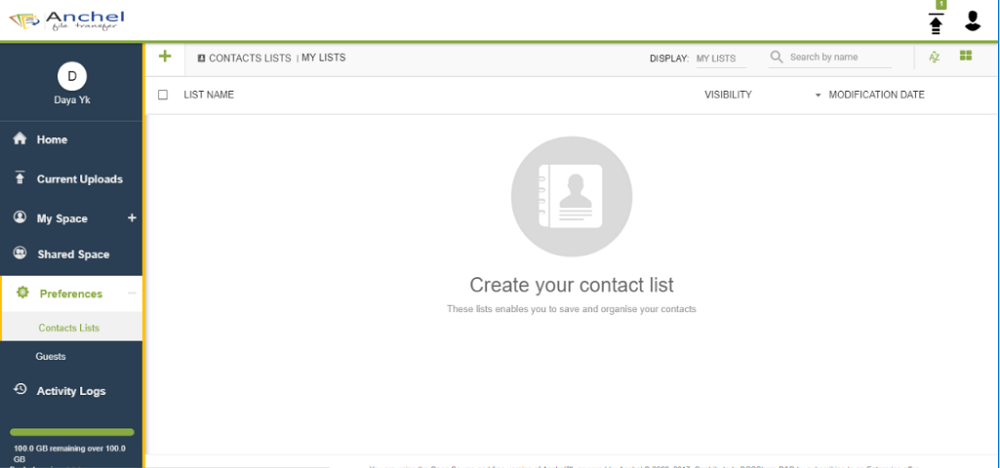 Anchel
file transfer
1
+ CONTACTS LISTS | MY LISTS DISPLAY: MY LISTS Search by name
D
Daya Yk
LIST NAME VISIBILITY MODIFICATION DATE
Home
Current Uploads
My Space +
Shared Space
Preferences
Contacts Lists
Guests
Activity Logs
Create your contact list
These lists enables you to save and organise your contacts
100.0 GB remaining over 100.0
GB